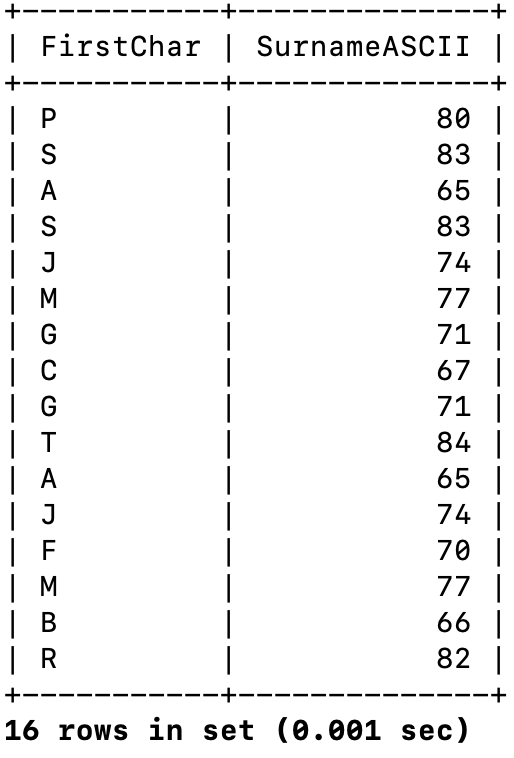 +------------+--------------+
| FirstChar | SurnameASCII |
+------------+--------------+
| P | 80 |
| S | 83 |
| A | 65 |
| S | 83 |
| J | 74 |
| M | 77 |
| G | 71 |
| C | 67 |
| G | 71 |
| T | 84 |
| A | 65 |
| J | 74 |
| F | 70 |
| M | 77 |
| B | 66 |
| R | 82 |
+------------+--------------+
16 rows in set (0.001 sec)